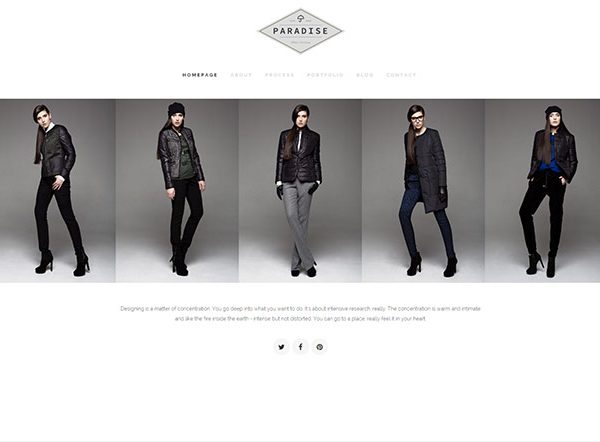 PARADISE
HOMEPAGE ABOUT PROCESS PORTFOLIO BLOG CONTACT
Designing is a matter of concentration. You go deep into what you want to do. It's about intensive research, really. The concentration is warm and intimate
and like the fire inside the earth - intense but not distorted. You can go to a place, really feel it in your heart.